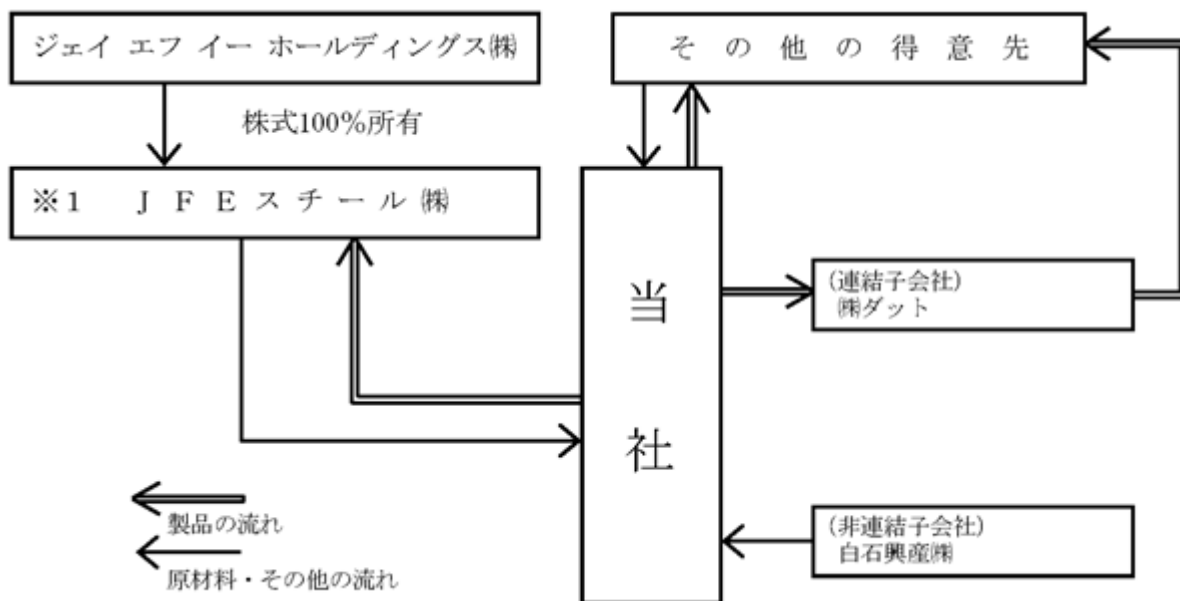 ジェイ エフ イー ホールディングス㈱
株式100％所有
※1 ＪＦＥスチール㈱
その他の得意先
当社
(連結子会社)
㈱ダット
(非連結子会社)
白石興産㈱
製品の流れ
原材料・その他の流れ